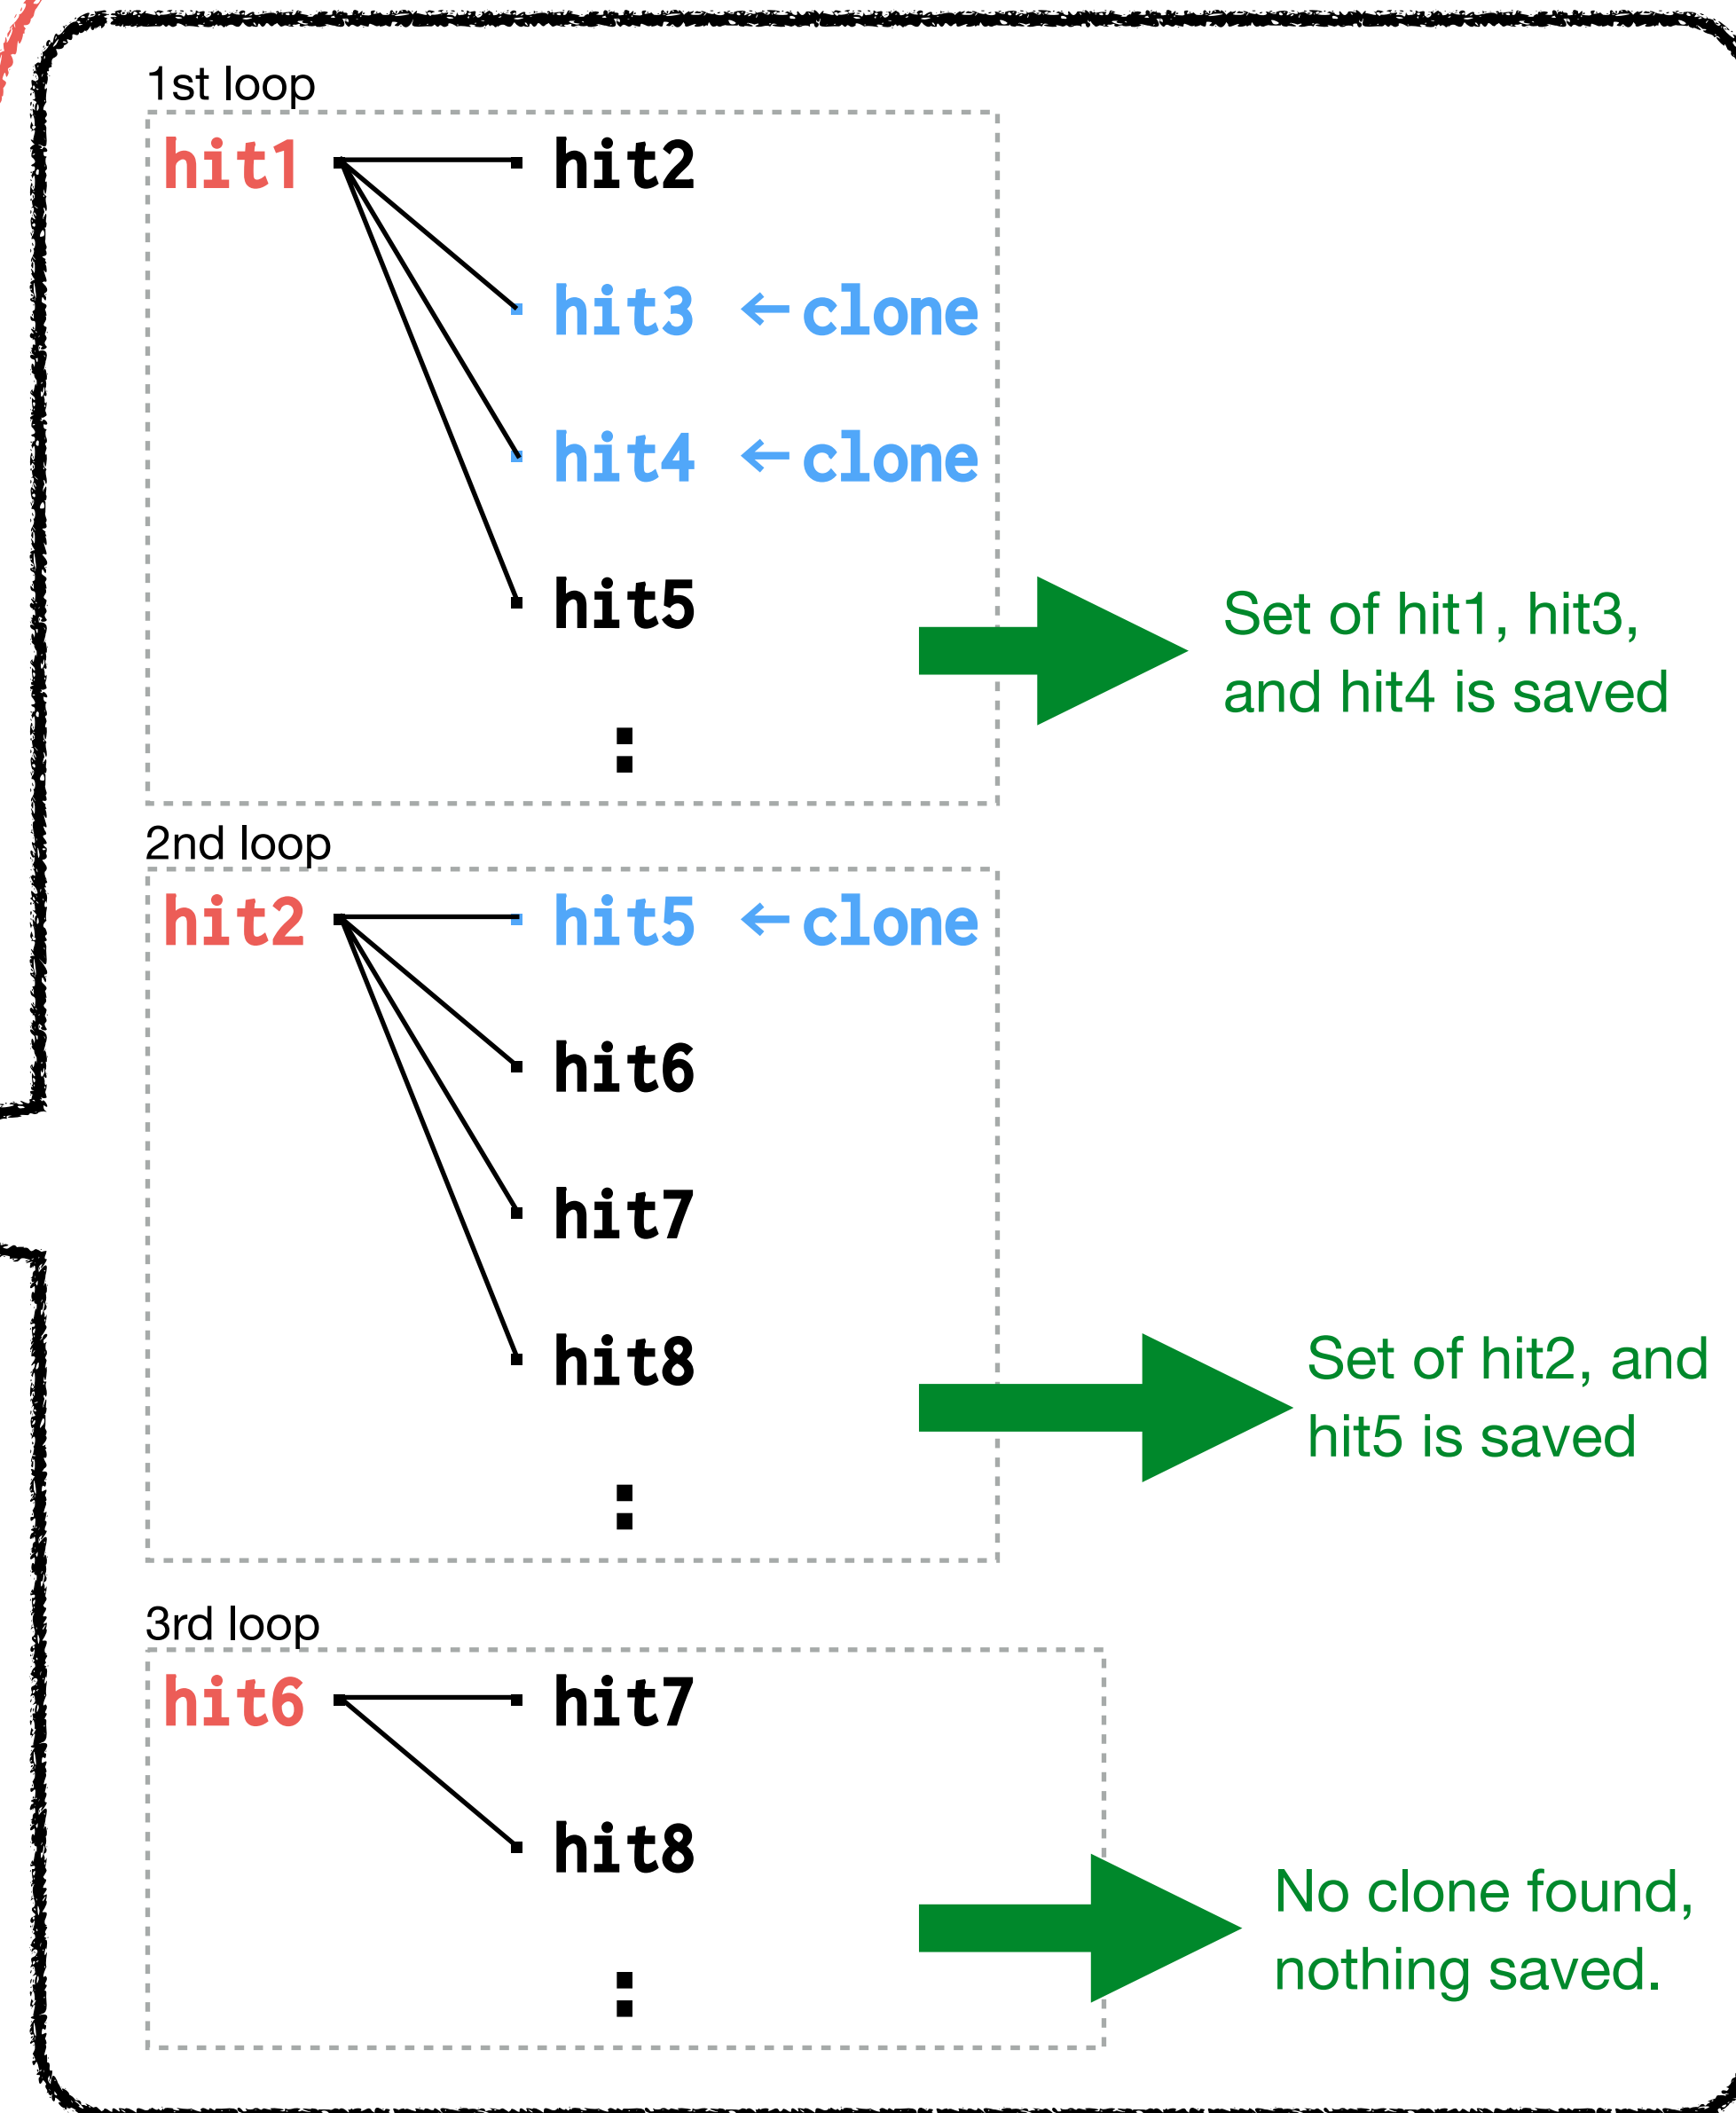 1st loop
hit1 hit2
hit3 ←clone
hit4 ←clone
hit5
Set of hit1, hit3,
and hit4 is saved
:
2nd loop
hit2 hit5 ←clone
hit6
hit7
hit8
Set of hit2, and
hit5 is saved
:
3rd loop
hit6 hit7
hit8
No clone found,
nothing saved.
: